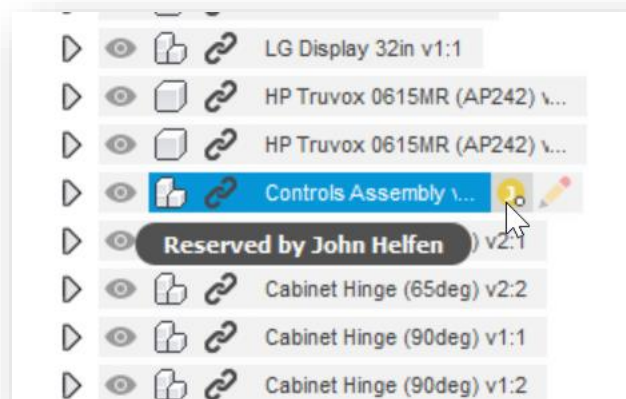 LG Display 32in v1:1
HP Truvox 0615MR (AP242) v...
HP Truvox 0615MR (AP242) v...
Controls Assembly v...
Reserved by John Helfen
) v2:1
Cabinet Hinge (65deg) v2:2
Cabinet Hinge (90deg) v1:1
Cabinet Hinge (90deg) v1:2